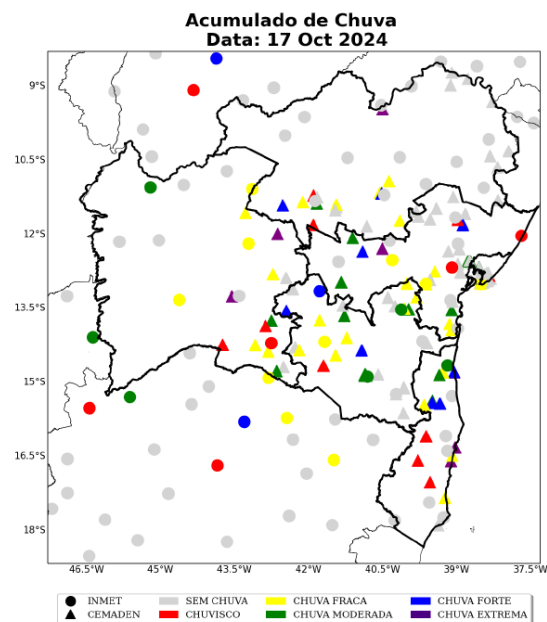 Acumulado de Chuva
Data: 17 Oct 2024
9°S
10.5°S
12°S
13.5°S
15°S
16.5°S
18°S
46.5°W 45°W 43.5°W 42°W 40.5°W 39°W 37.5°W
INMET SEM CHUVA CHUVA FRACA CHUVA FORTE
CEMADEN CHUVISCO CHUVA MODERADA CHUVA EXTREMA